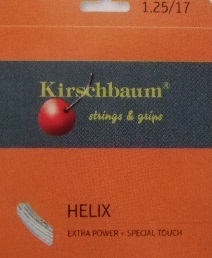 1.25/17
Kirschbaum®
strings & grips
HELIX
EXTRA POWER + SPECIAL TOUCH